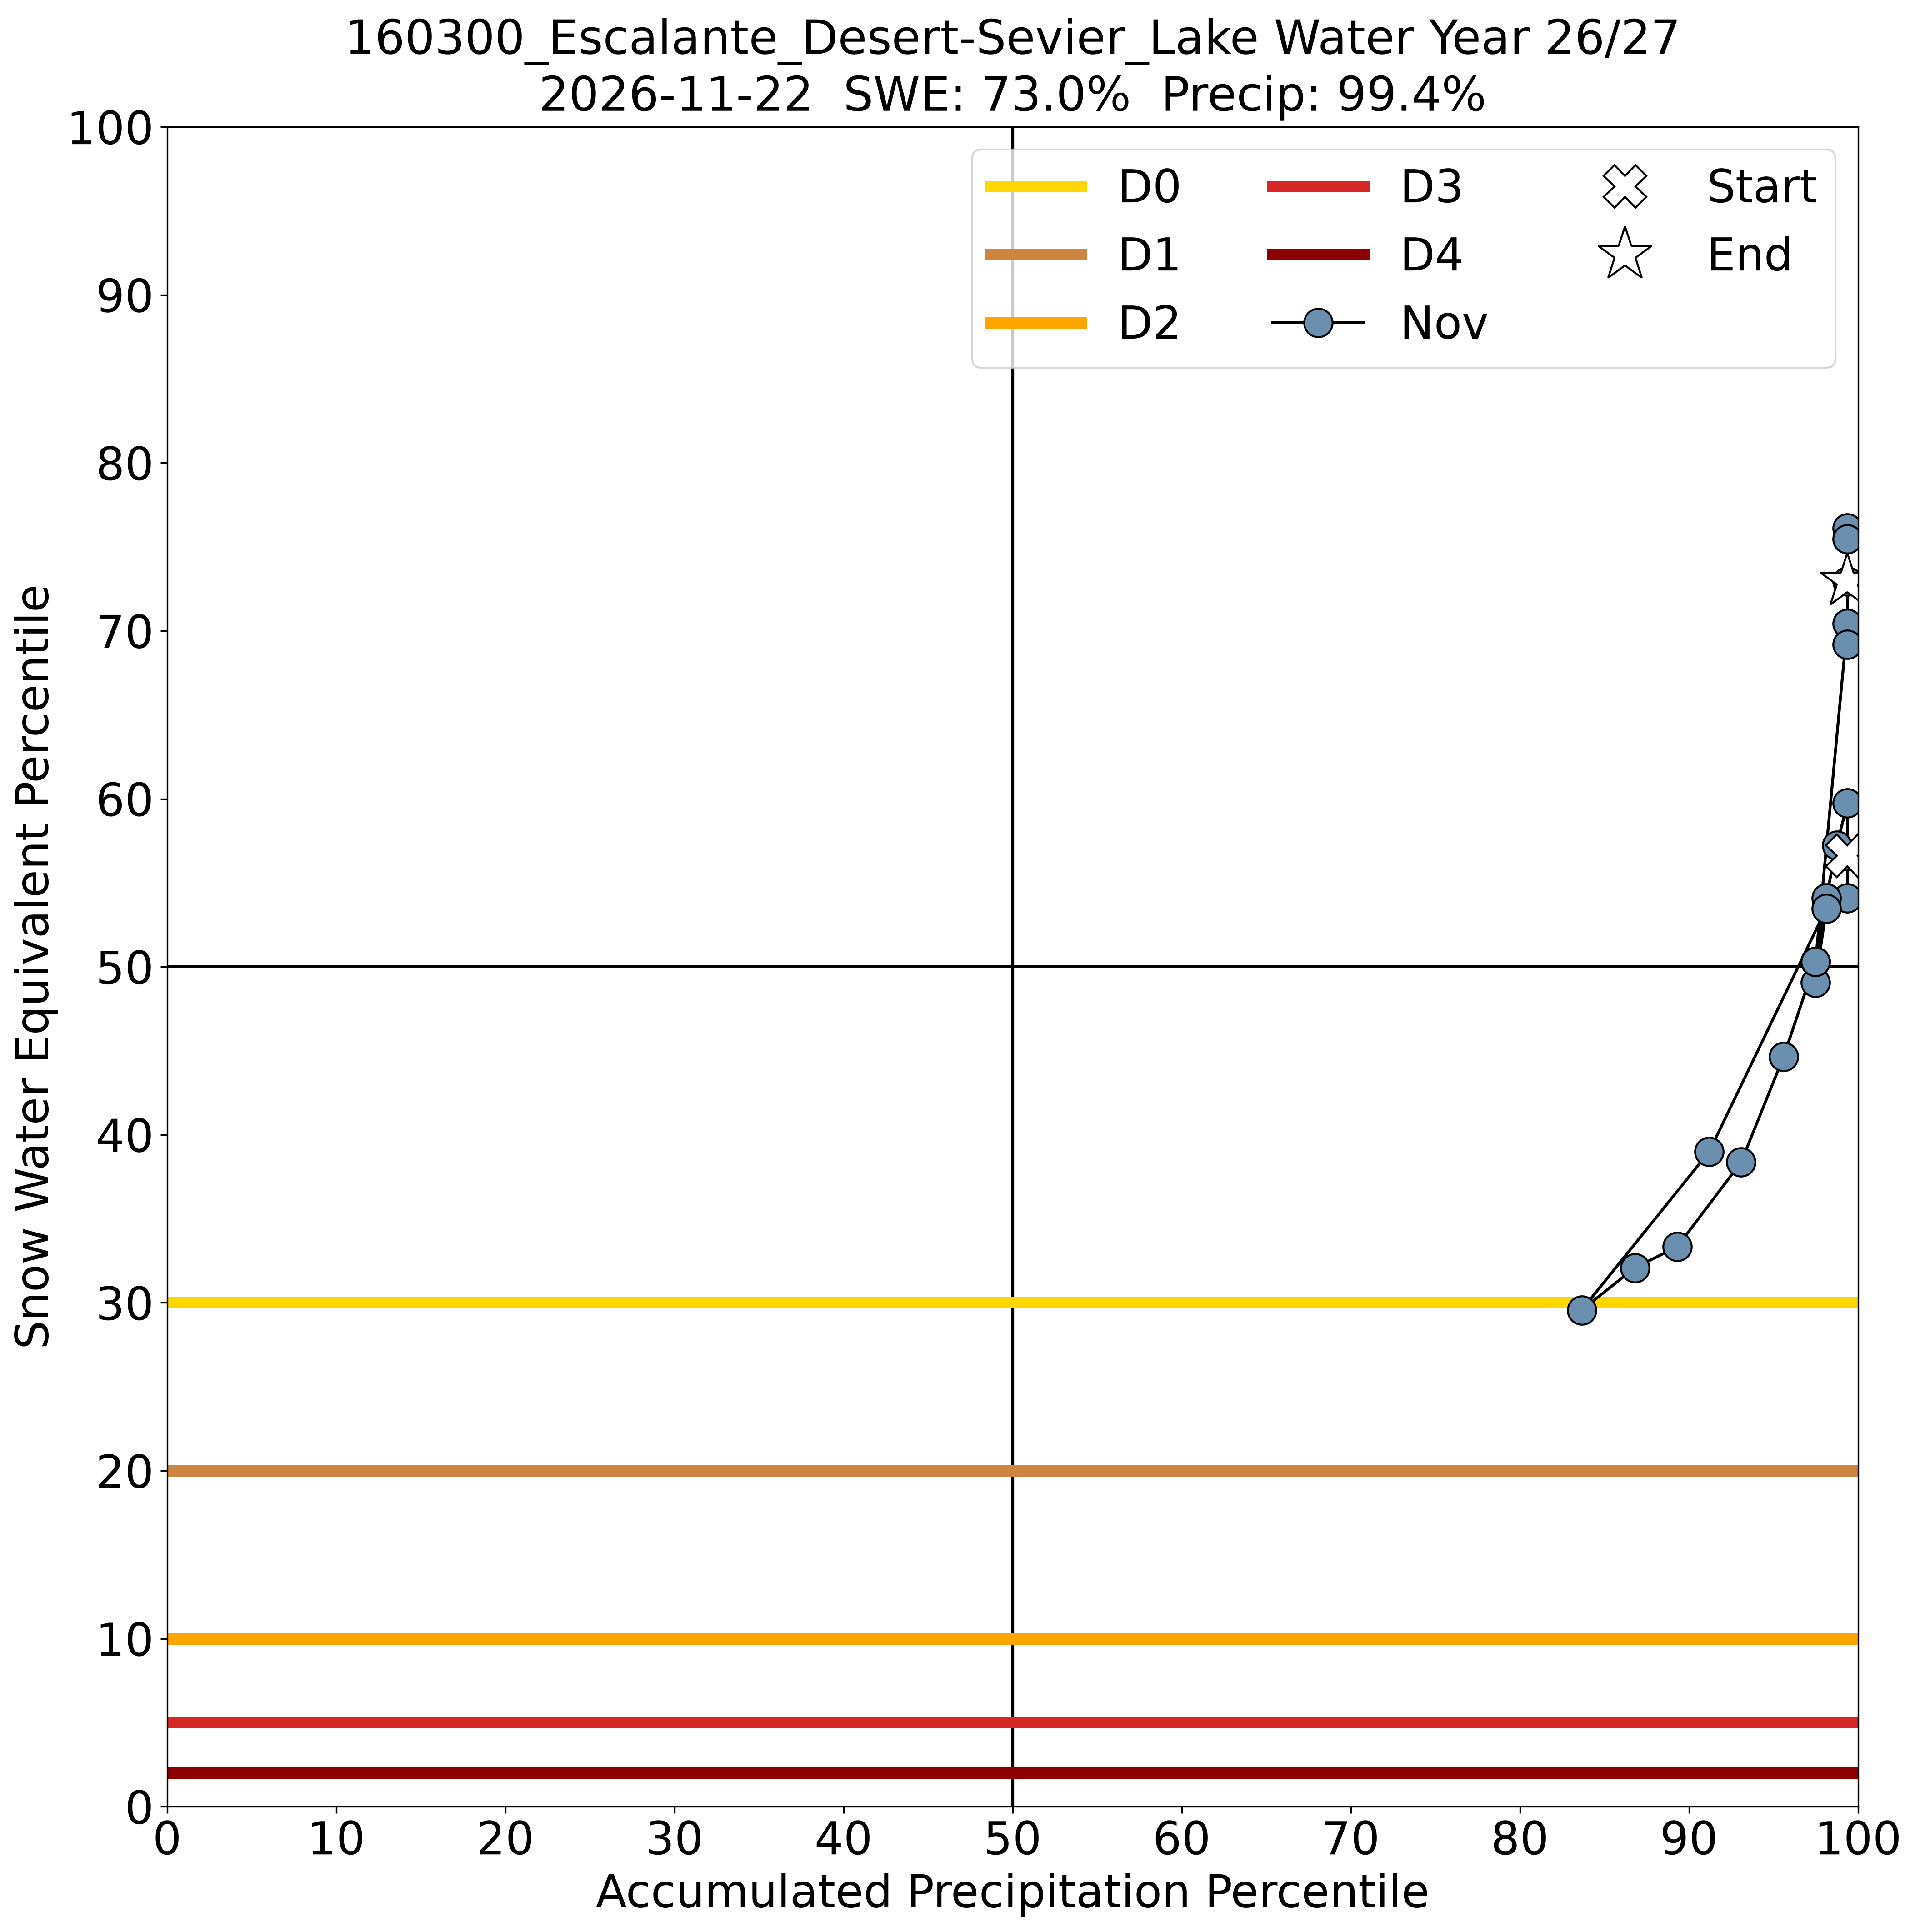 160300_Escalante_Desert-Sevier_Lake Water Year 26/27
2026-11-22  SWE: 73.0%  Precip: 99.4%
100
90
80
70
60
50
40
30
20
10
0
Snow Water Equivalent Percentile
D0
D1
D2
D3
D4
Nov
Start
End
0 10 20 30 40 50 60 70 80 90 100
Accumulated Precipitation Percentile